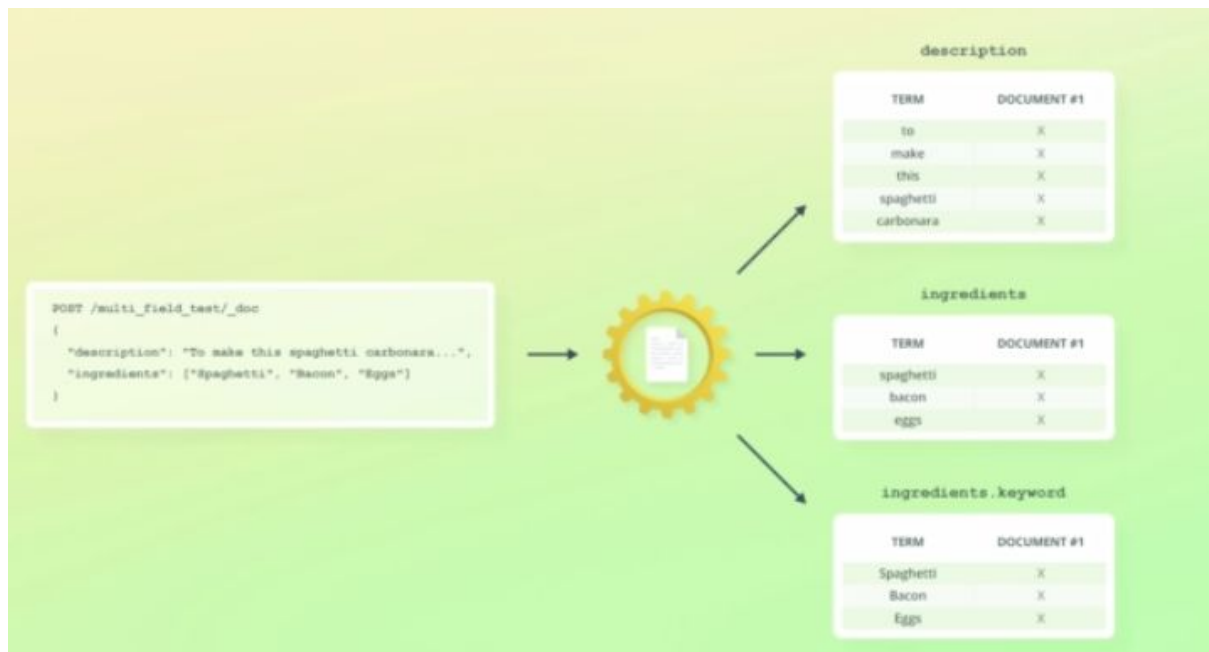 POST /multi_field_test/_doc
{
"description": "To make this spaghetti carbonara...",
"ingredients": ["Spaghetti", "Bacon", "Eggs"]
}
description
TERM DOCUMENT #1
to X
make X
this X
spaghetti X
carbonara X
ingredients
TERM DOCUMENT #1
spaghetti X
bacon X
eggs X
ingredients.keyword
TERM DOCUMENT #1
Spaghetti X
Bacon X
Eggs X